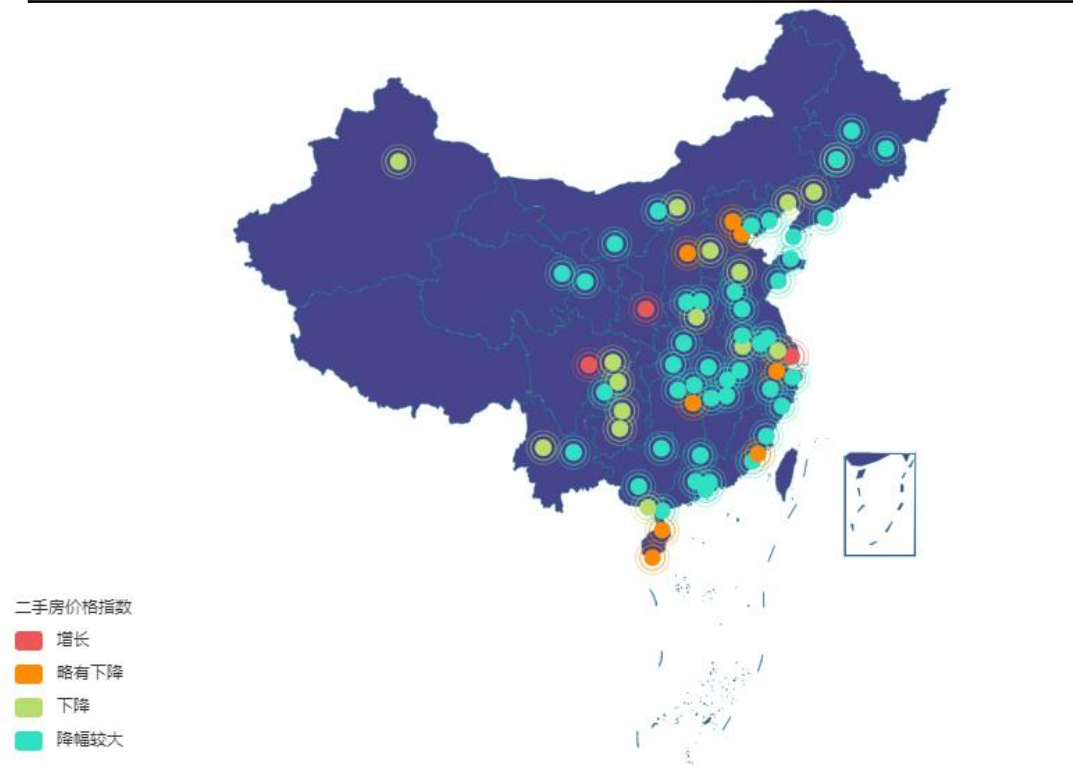 二手房价格指数
增长
略有下降
下降
降幅较大